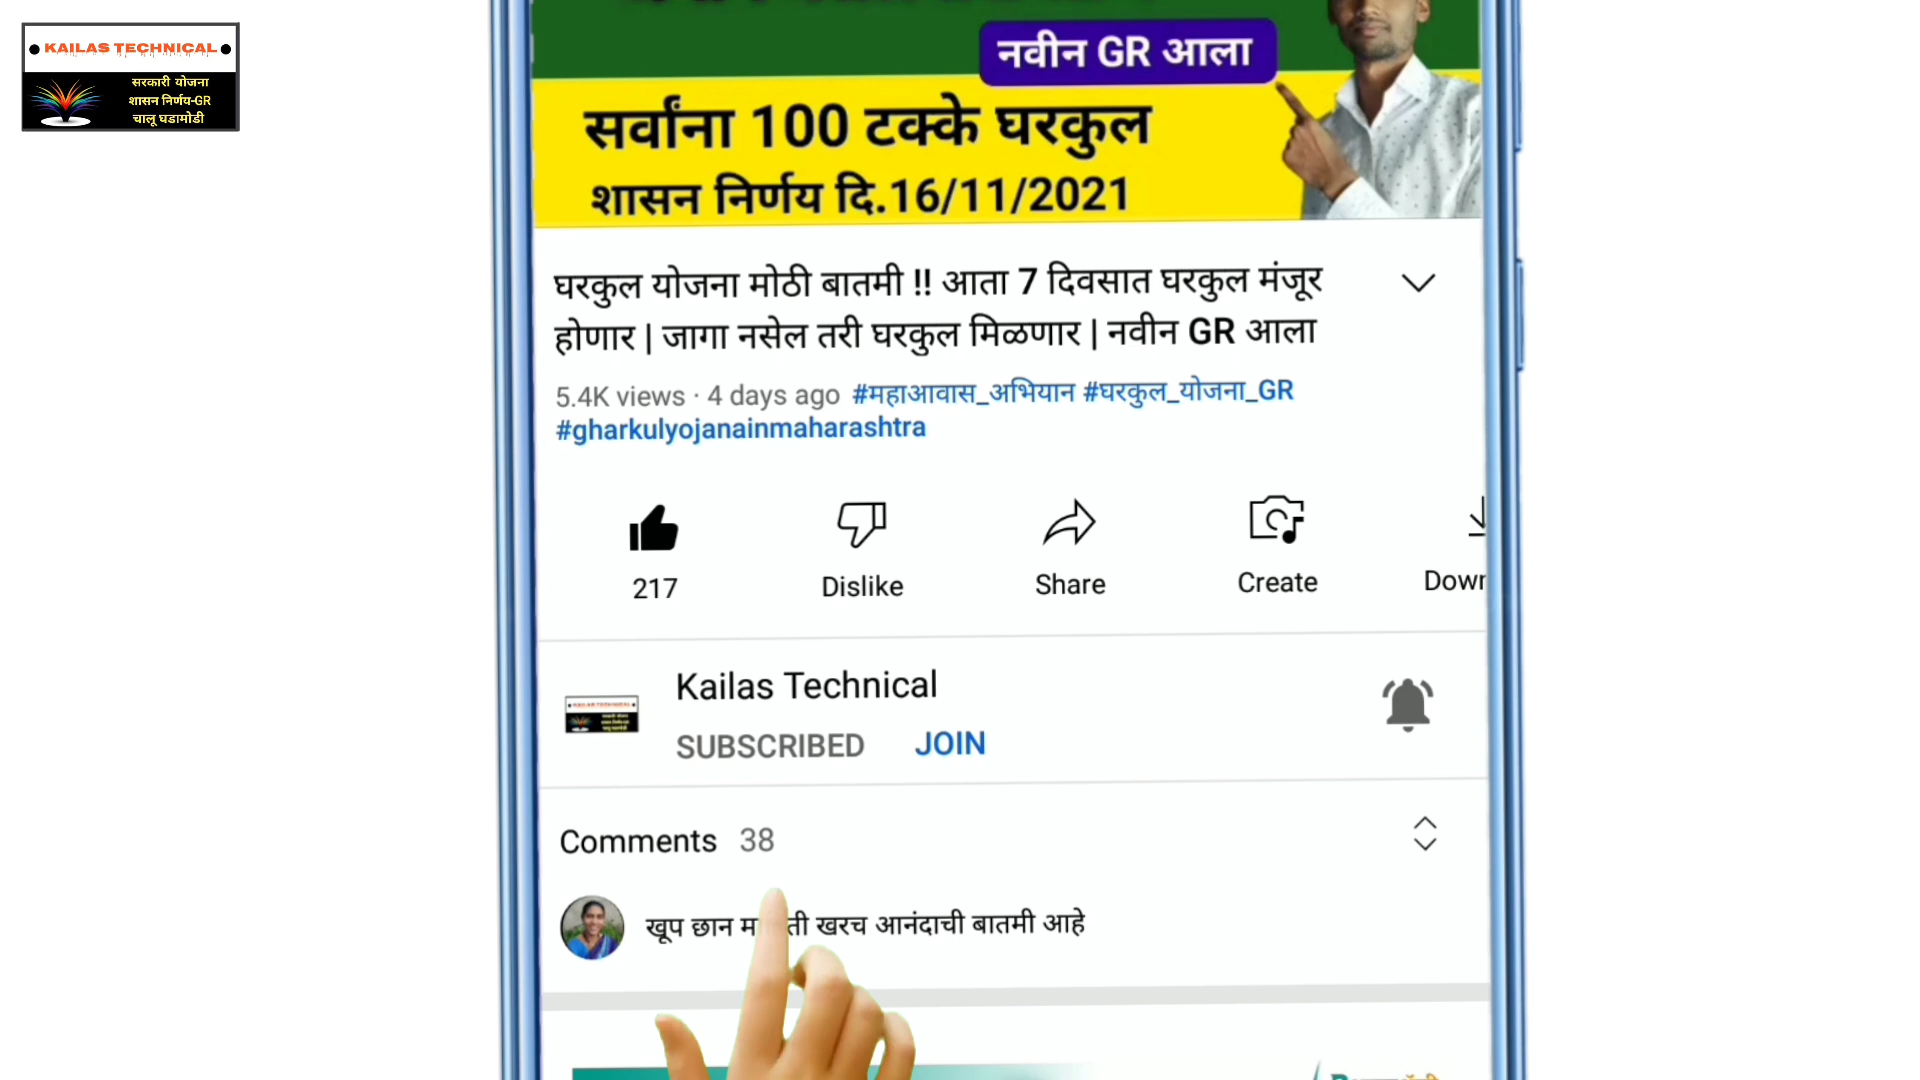 KAILAS TECHNICAL
सरकारी योजना
शासन निर्णय-GR
चालू घडामोडी
नवीन GR आला
सर्वांना 100 टक्के घरकुल
शासन निर्णय दि.16/11/2021
घरकुल योजना मोठी बातमी !! आता 7 दिवसात घरकुल मंजूर
होणार | जागा नसेल तरी घरकुल मिळणार | नवीन GR आला
5.4K views · 4 days ago #महाआवास_अभियान #घरकुल_योजना_GR
#gharkulyojanainmaharashtra
217
Dislike
Share
Create
Down
Kailas Technical
SUBSCRIBED
JOIN
Comments 38
खूप छान खरच आनंदाची बातमी आहे